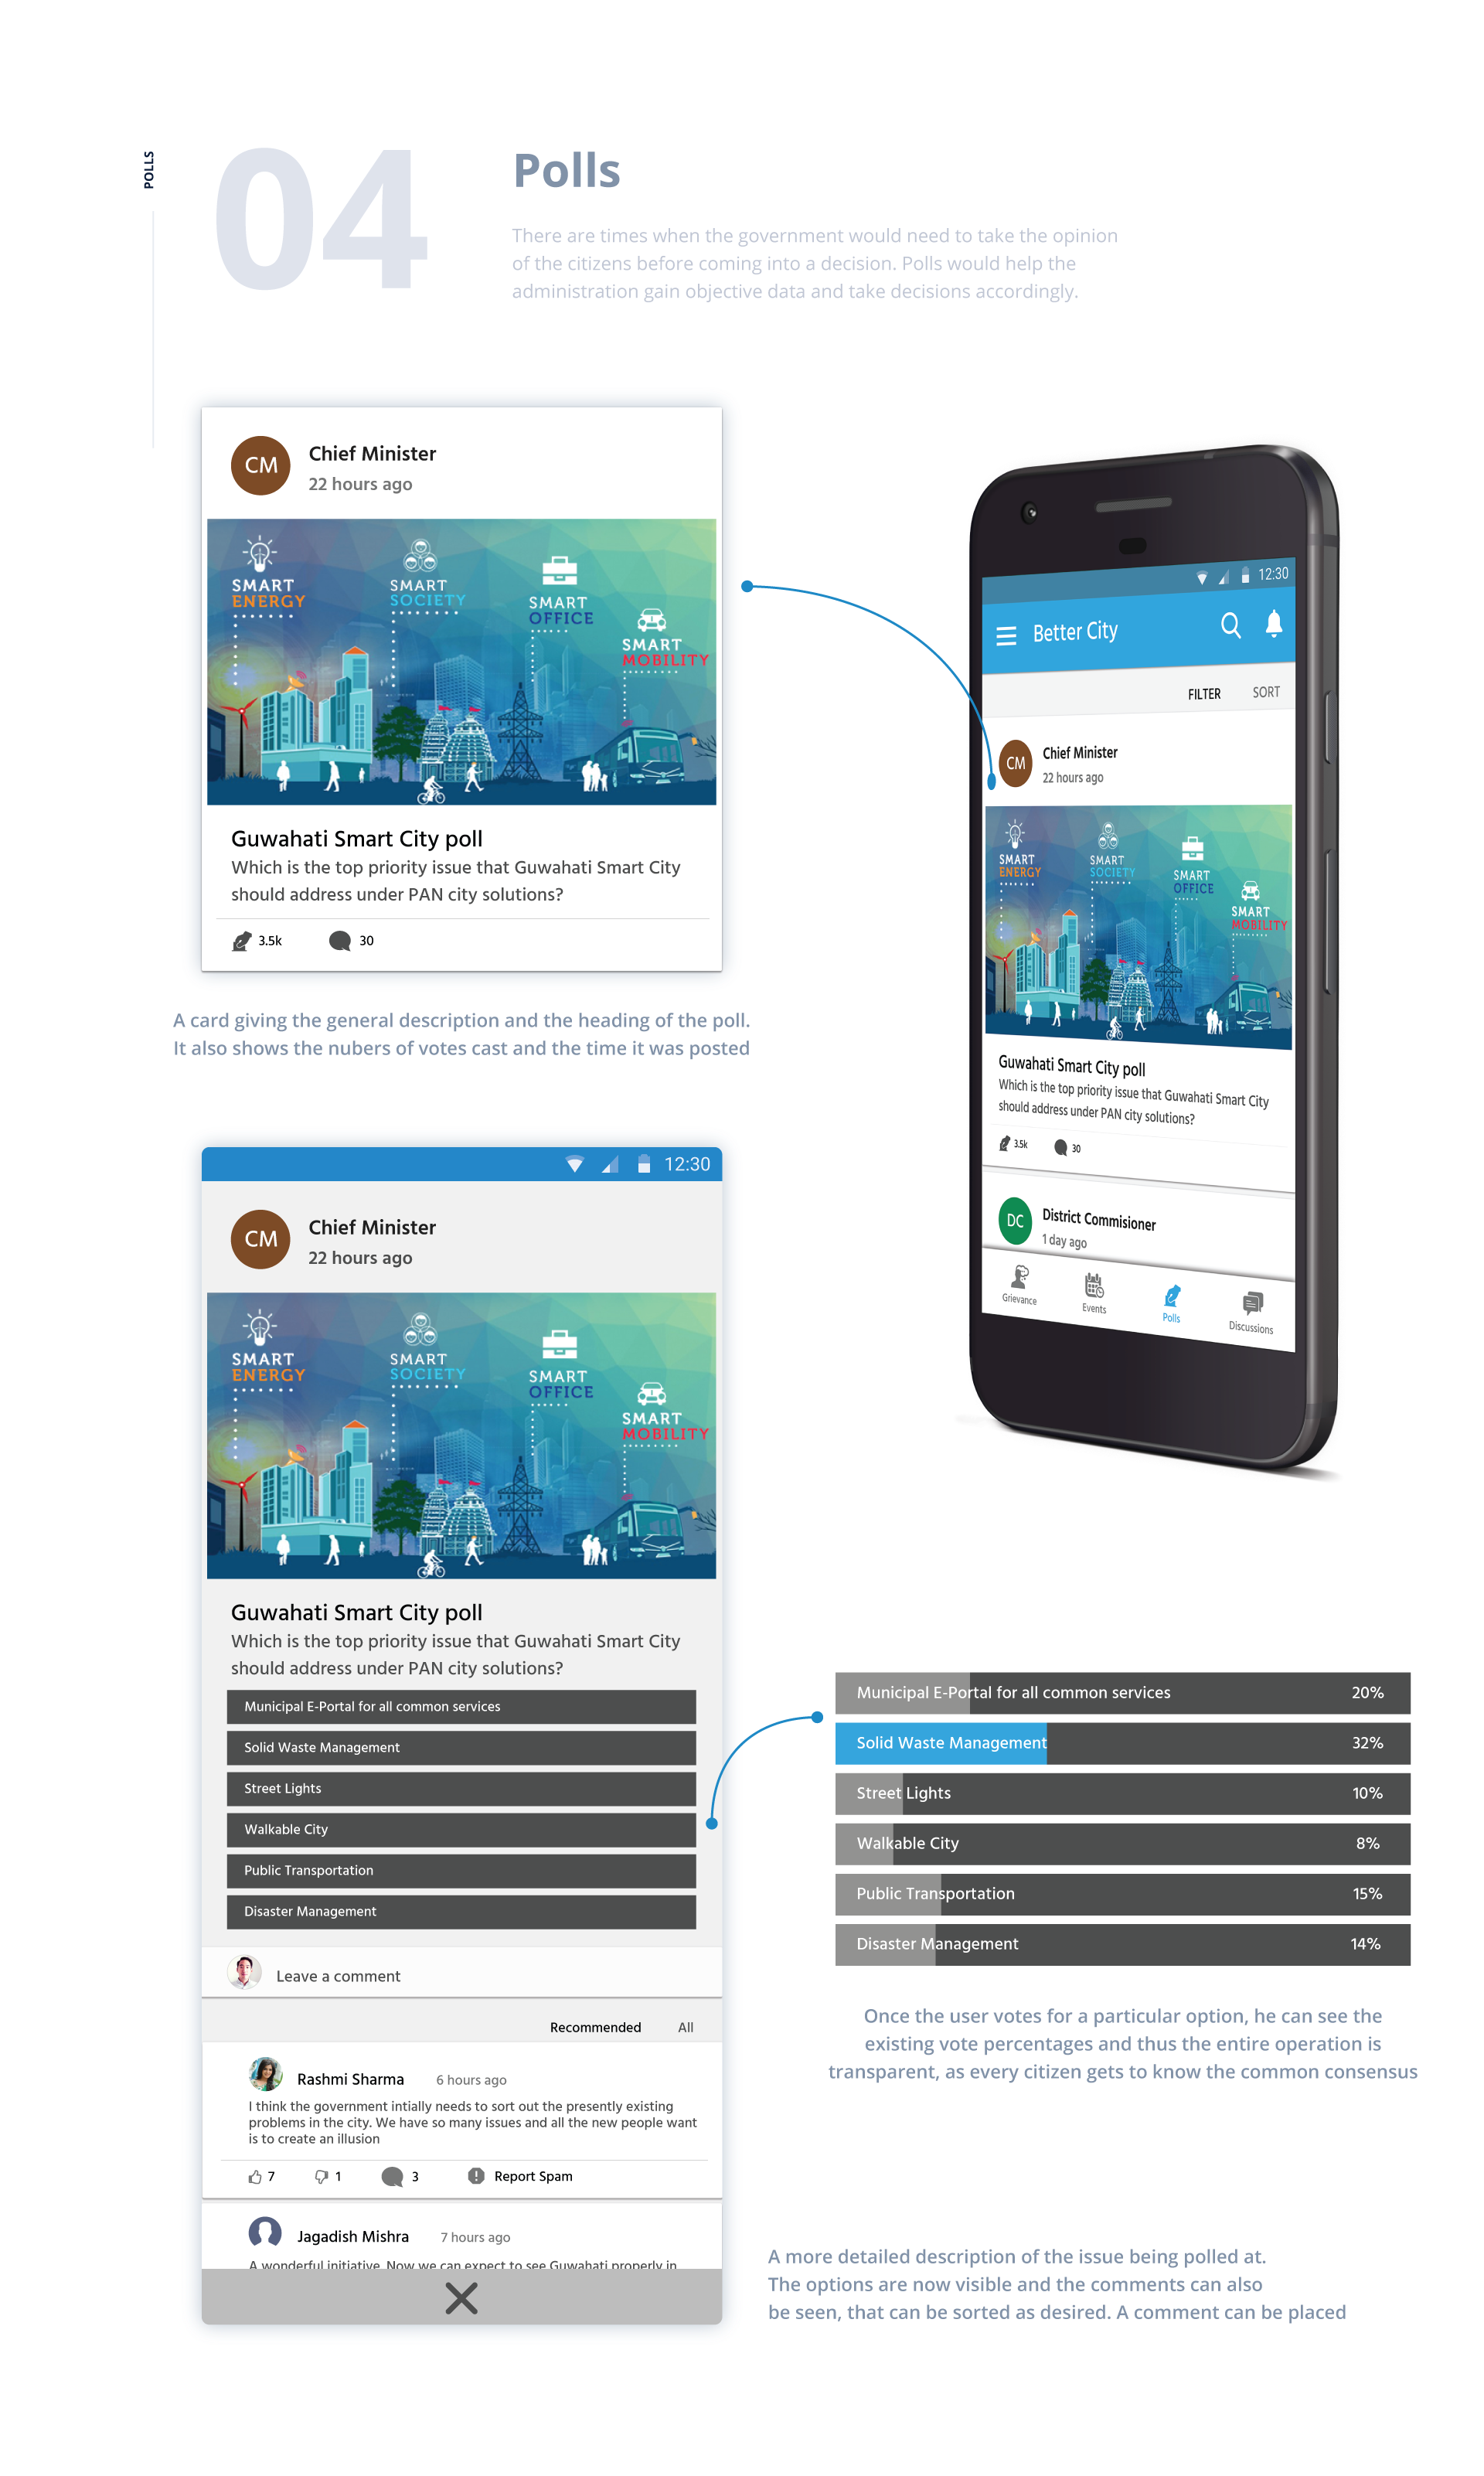 POLLS
04
Polls
There are times when the government would need to take the opinion
of the citizens before coming into a decision. Polls would help the
administration gain objective data and take decisions accordingly.
CM
Chief Minister
22 hours ago
SMART
ENERGY
SMART
SOCIETY
SMART
OFFICE
SMART
MOBILITY
Guwahati Smart City poll
Which is the top priority issue that Guwahati Smart City
should address under PAN city solutions?
3.5k 30
A card giving the general description and the heading of the poll.
It also shows the nubers of votes cast and the time it was posted
12:30
Better City
FILTER SORT
CM
Chief Minister
22 hours ago
SMART
ENERGY
SMART
SOCIETY
SMART
OFFICE
SMART
MOBILITY
Guwahati Smart City poll
Which is the top priority issue that Guwahati Smart City
should address under PAN city solutions?
3.5k 30
DC
District Commisioner
1 day ago
Grievance Events Polls Discussions
12:30
CM
Chief Minister
22 hours ago
SMART
ENERGY
SMART
SOCIETY
SMART
OFFICE
SMART
MOBILITY
Guwahati Smart City poll
Which is the top priority issue that Guwahati Smart City
should address under PAN city solutions?
Municipal E-Portal for all common services
Solid Waste Management
Street Lights
Walkable City
Public Transportation
Disaster Management
Leave a comment
Recommended All
Rashmi Sharma 6 hours ago
I think the government intially needs to sort out the presently existing
problems in the city. We have so many issues and all the new people want
is to create an illusion
7 1 3 Report Spam
Jagadish Mishra 7 hours ago
A wonderful initiative. Now we can expect to see Guwahati properly in
Municipal E-Portal for all common services 20%
Solid Waste Management 32%
Street Lights 10%
Walkable City 8%
Public Transportation 15%
Disaster Management 14%
Once the user votes for a particular option, he can see the
existing vote percentages and thus the entire operation is
transparent, as every citizen gets to know the common consensus
A more detailed description of the issue being polled at.
The options are now visible and the comments can also
be seen, that can be sorted as desired. A comment can be placed